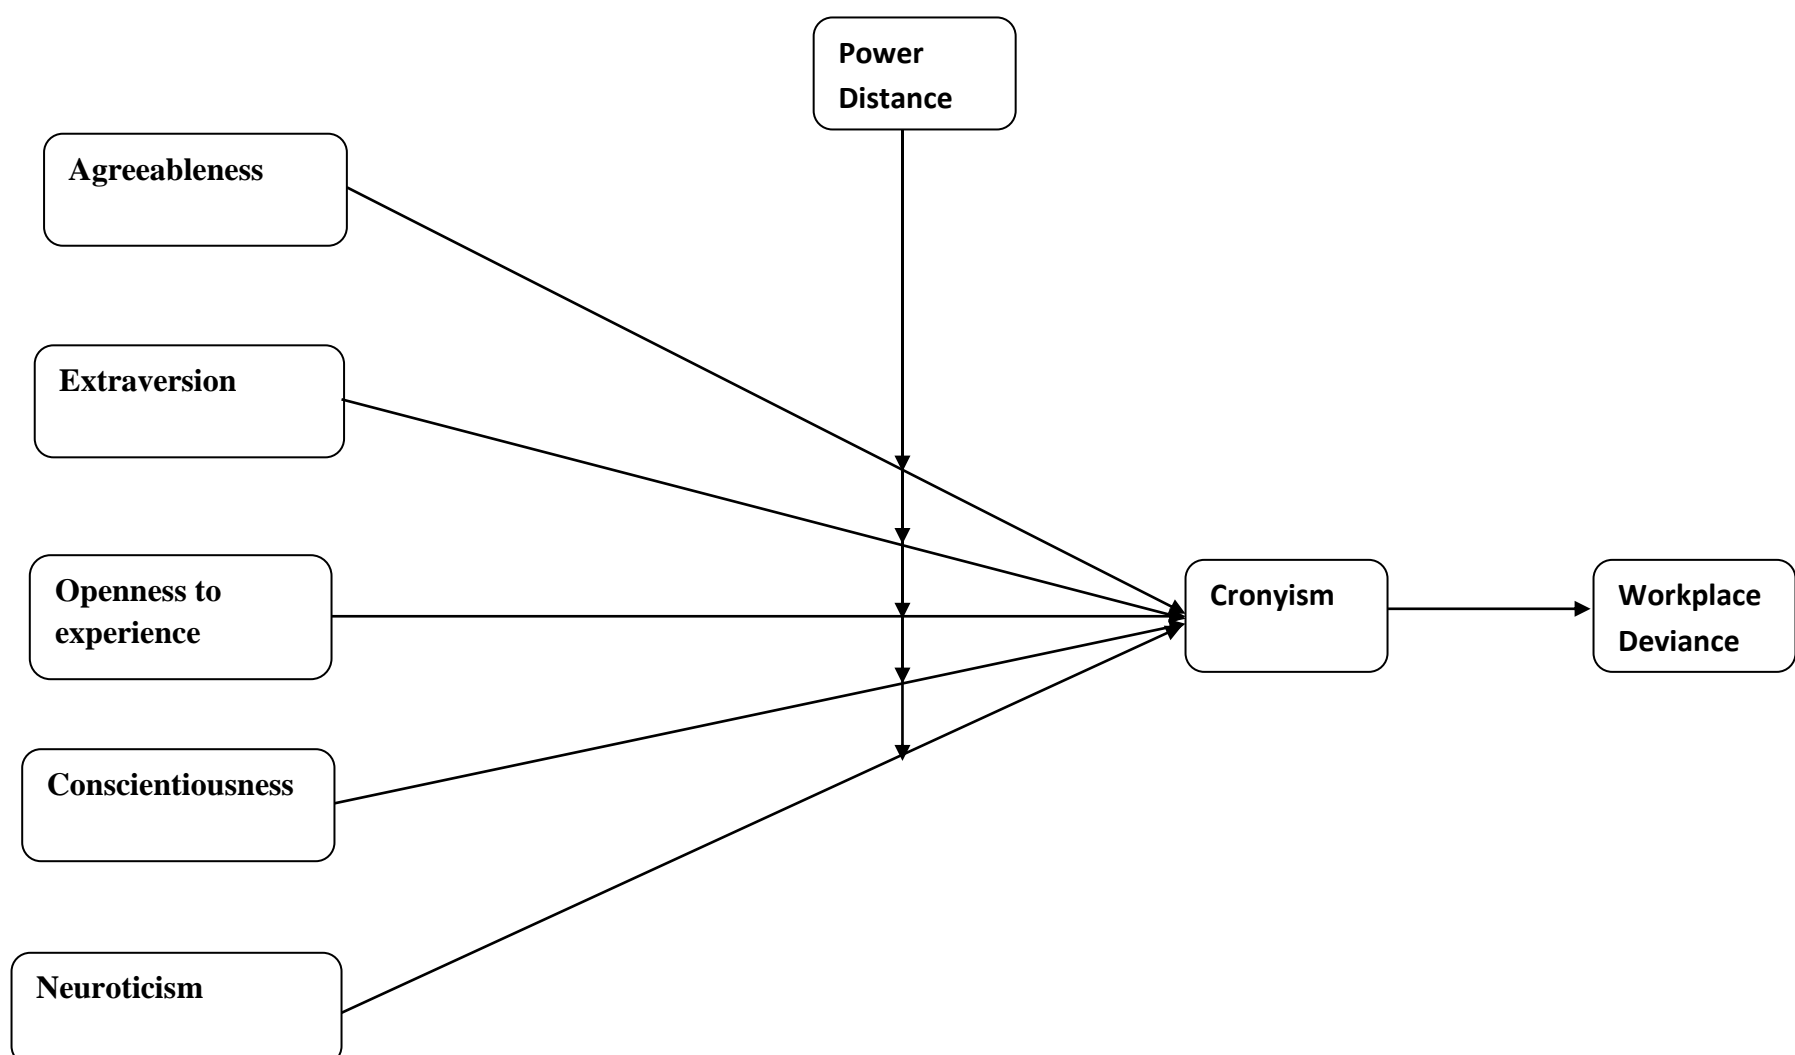 Power
Distance
Agreeableness
Extraversion
Openness to
experience
Conscientiousness
Neuroticism
Cronyism
Workplace
Deviance